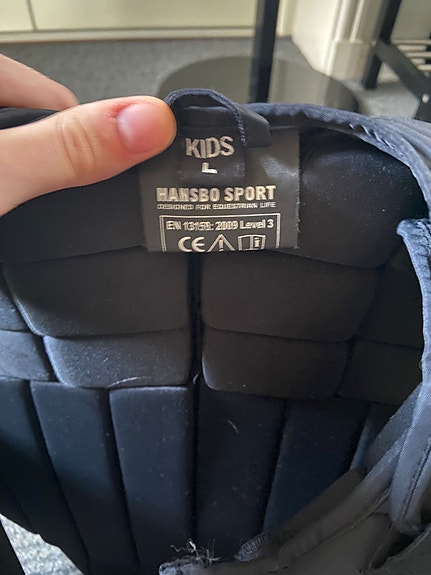 KIDS
L
HANSBO SPORT
DESIGNED FOR EQUESTRIAN LIFE
EN 13158: 2009 Level 3
CE